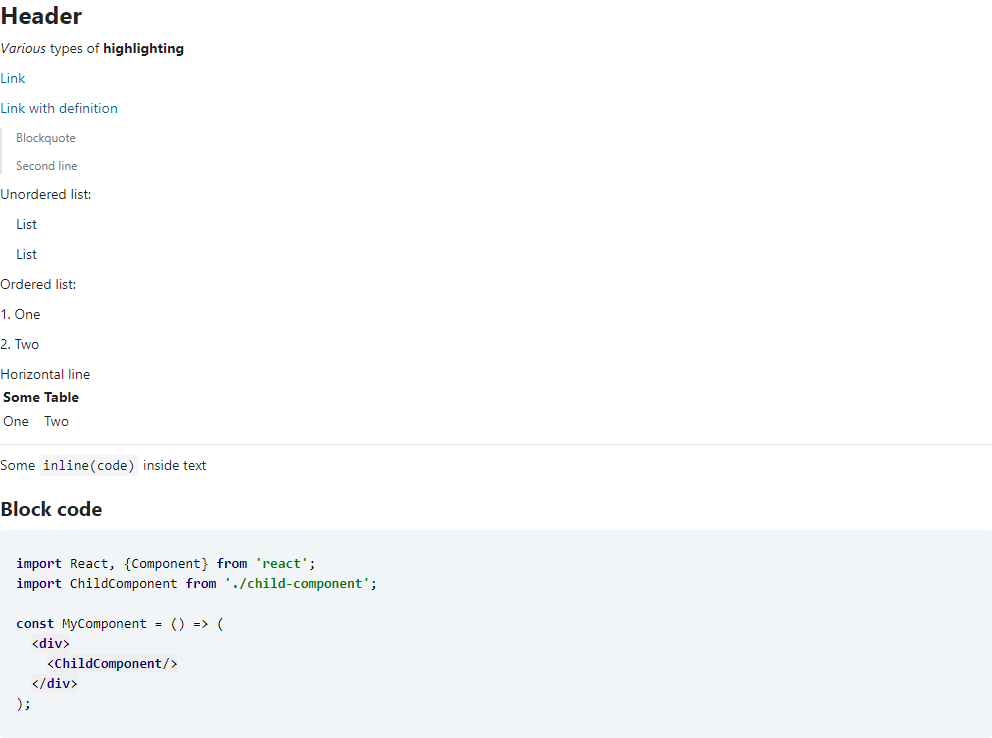 Header
Various types of highlighting
Link
Link with definition
Blockquote
Second line
Unordered list:
List
List
Ordered list:
1. One
2. Two
Horizontal line
Some Table
One Two
Some inline(code) inside text
Block code
import React, {Component} from 'react';
import ChildComponent from './child-component';
const MyComponent = () => (
<div>
<ChildComponent/>
</div>
);